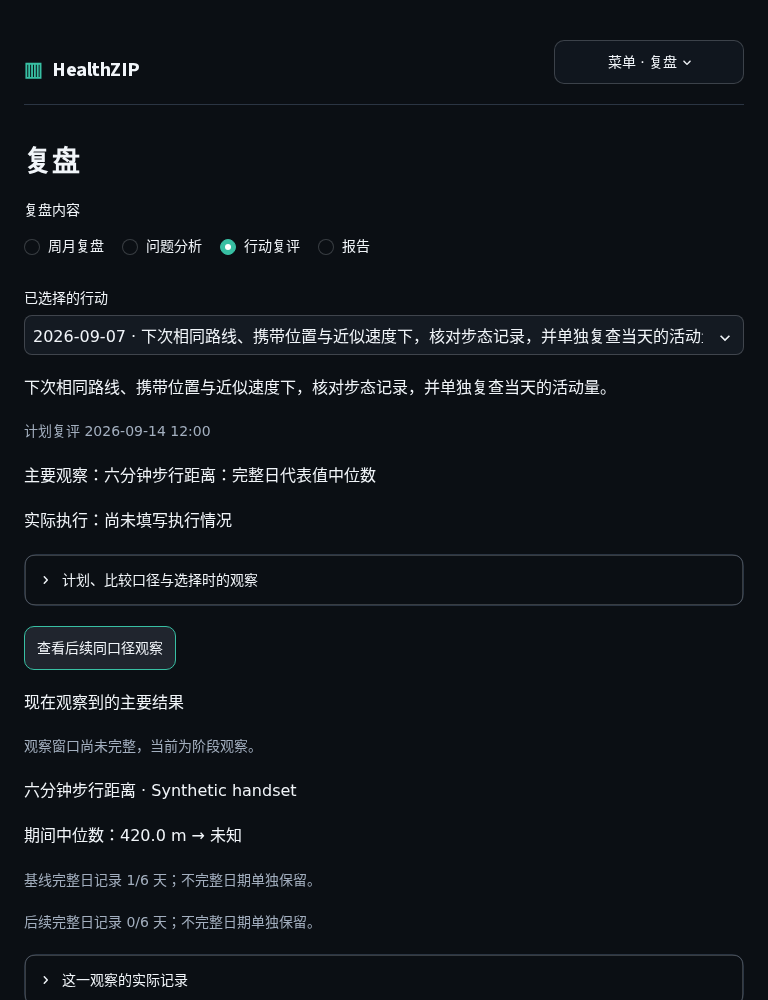 HealthZIP
菜单 · 复盘
复盘
复盘内容
周月复盘 问题分析 行动复评 报告
已选择的行动
2026-09-07 · 下次相同路线、携带位置与近似速度下，核对步态记录，并单独复查当天的活动
下次相同路线、携带位置与近似速度下，核对步态记录，并单独复查当天的活动量。
计划复评 2026-09-14 12:00
主要观察：六分钟步行距离：完整日代表值中位数
实际执行：尚未填写执行情况
计划、比较口径与选择时的观察
查看后续同口径观察
现在观察到的主要结果
观察窗口尚未完整，当前为阶段观察。
六分钟步行距离 · Synthetic handset
期间中位数：420.0 m → 未知
基线完整日记录 1/6 天；不完整日期单独保留。
后续完整日记录 0/6 天；不完整日期单独保留。
这一观察的实际记录